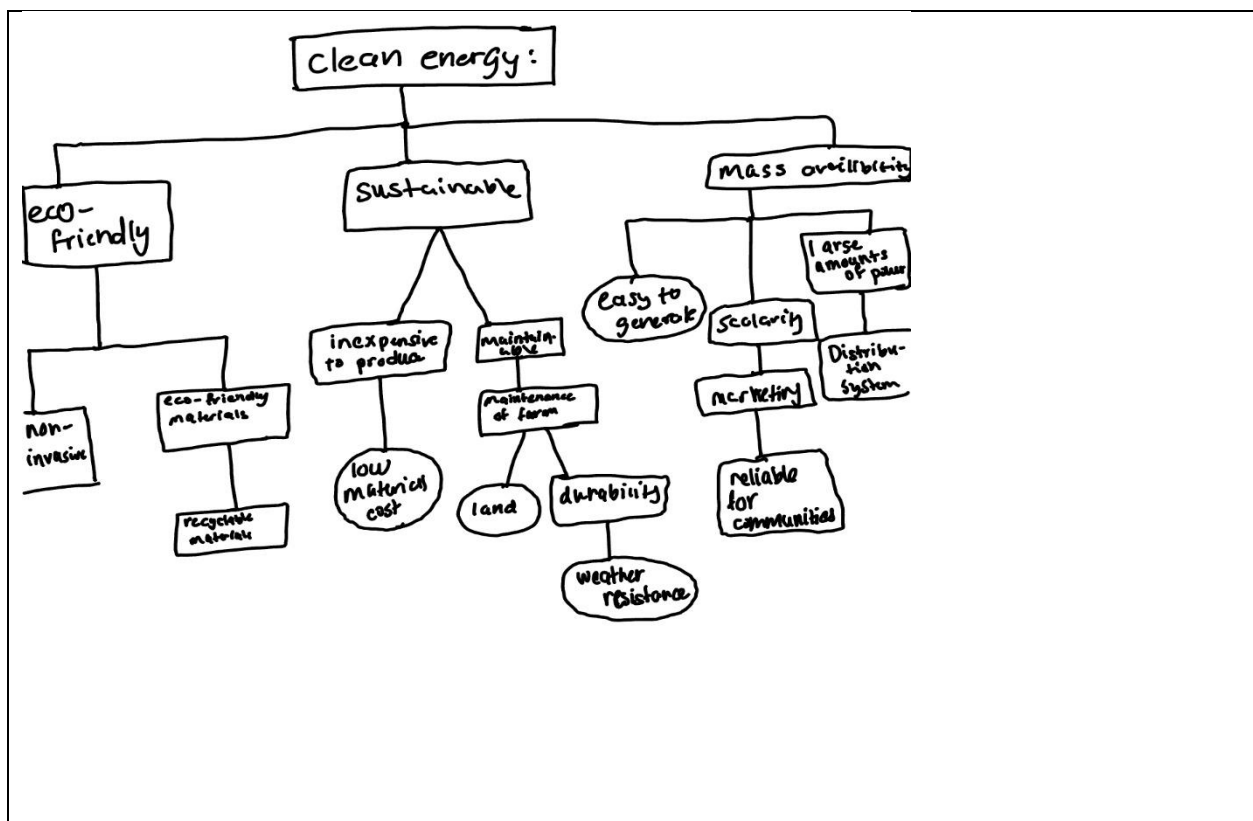 clean energy:
eco-
friendly
sustainable
mass availibility
non-
invasive
eco-friendly
materials
recyclable
materials
inexpensive
to produce
low
materials
cost
maintain-
able
maintenance
of farm
land
durability
weather
resistance
easy to
generate
marketing
reliable
for
communities
large
amounts
of power
Distribu-
tion
system